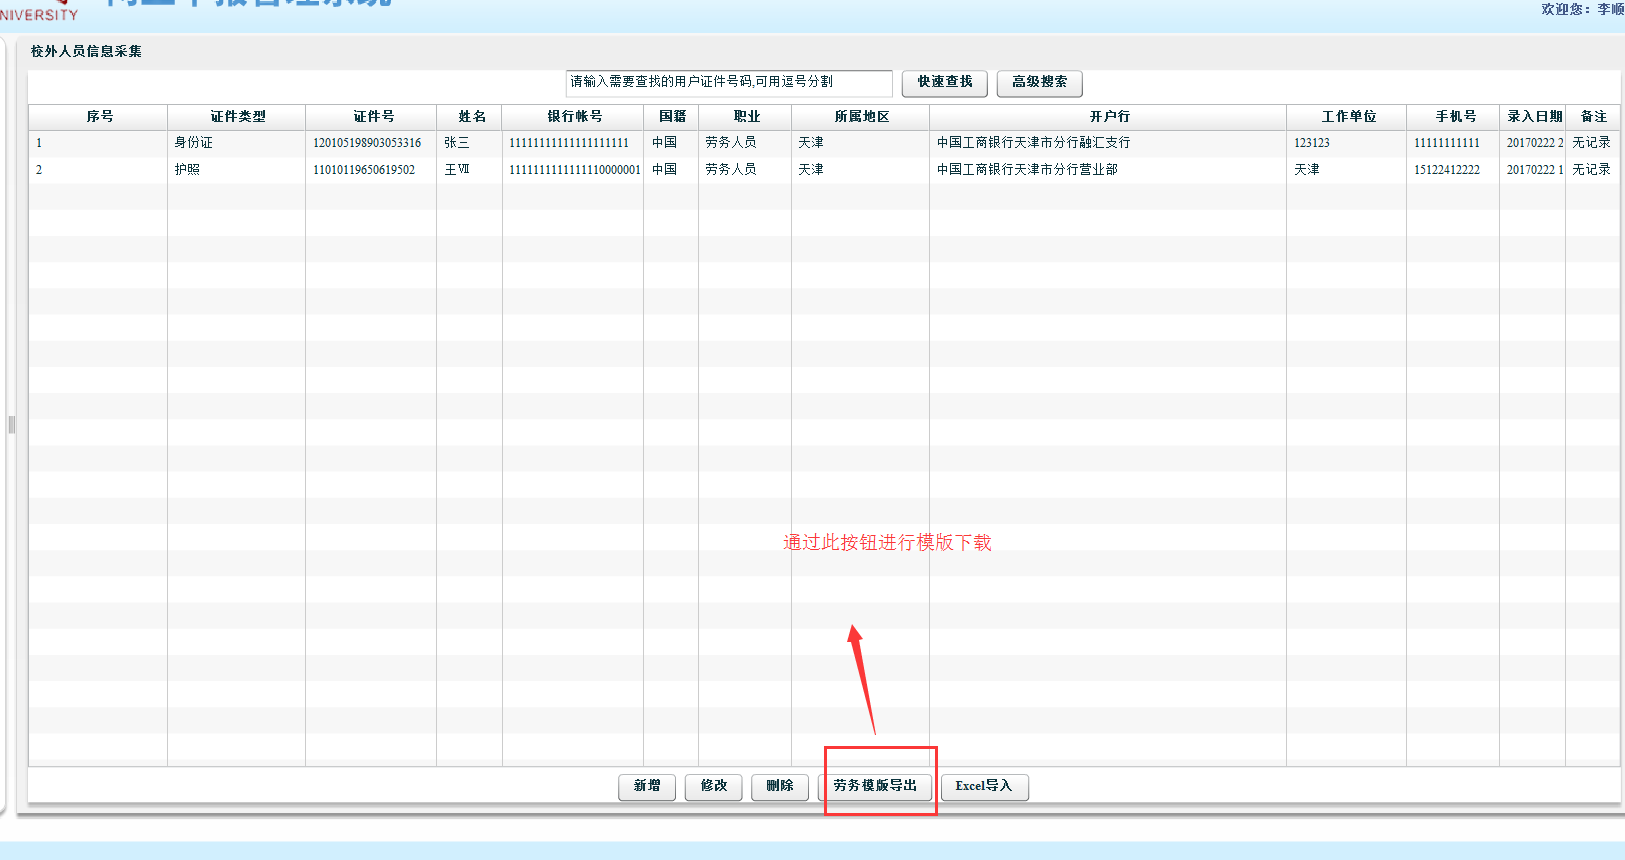 NIVERSITY
欢迎您：李顺
校外人员信息采集
请输入需要查找的用户证件号码,可用逗号分割 快速查找 高级搜索
序号 证件类型 证件号 姓名 银行帐号 国籍 职业 所属地区 开户行 工作单位 手机号 录入日期 备注
1 身份证 120105198903053316 张三 11111111111111111111 中国 劳务人员 天津 中国工商银行天津市分行融汇支行 123123 11111111111 20170222 2 无记录
2 护照 11010119650619502 王Ⅶ 1111111111111110000001 中国 劳务人员 天津 中国工商银行天津市分行营业部 天津 15122412222 20170222 1 无记录
通过此按钮进行模版下载
新增 修改 删除 劳务模版导出 Excel导入